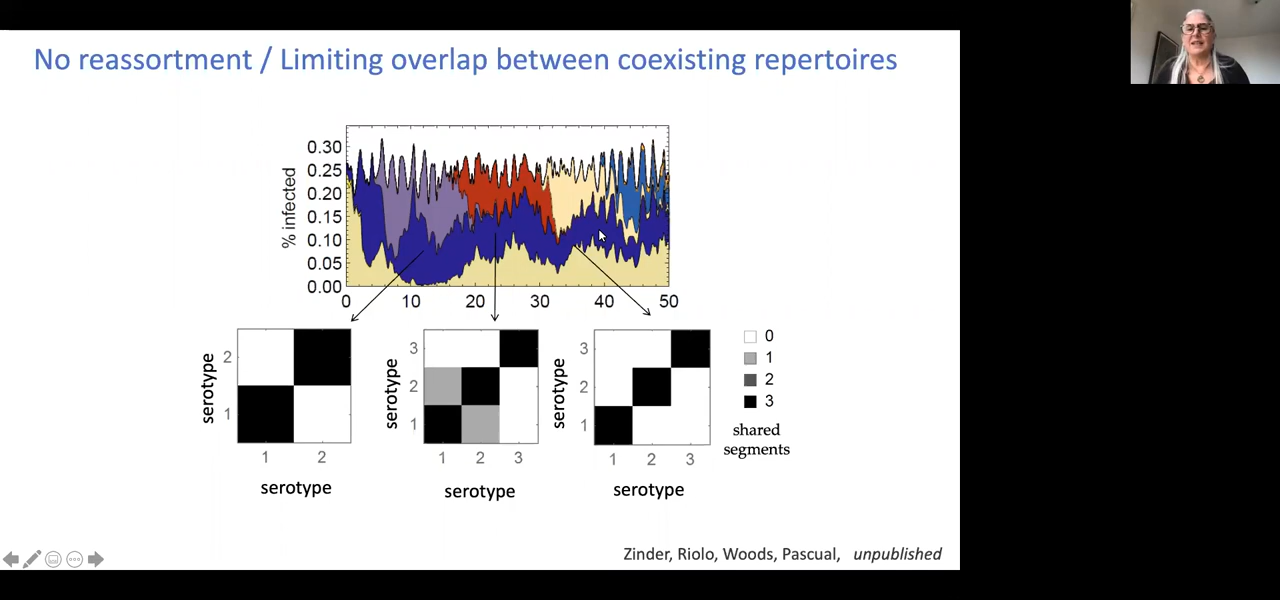 No reassortment / Limiting overlap between coexisting repertoires
% infected
0.30
0.25
0.20
0.15
0.10
0.05
0.00
0 10 20 30 40 50
serotype
2
1
1 2
serotype
serotype
3
2
1
1 2 3
serotype
serotype
3
2
1
1 2 3
serotype
0
1
2
3
shared
segments
Zinder, Riolo, Woods, Pascual, unpublished